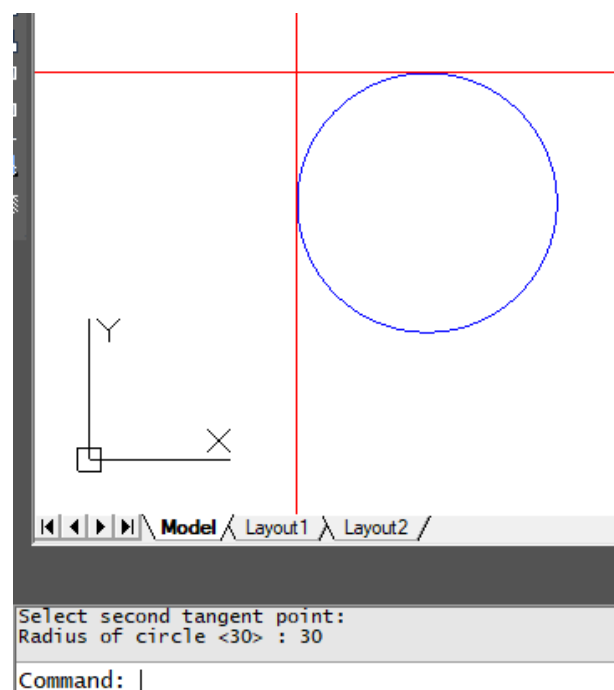 Y
X
Model Layout1 Layout2
Select second tangent point:
Radius of circle <30> : 30
Command: